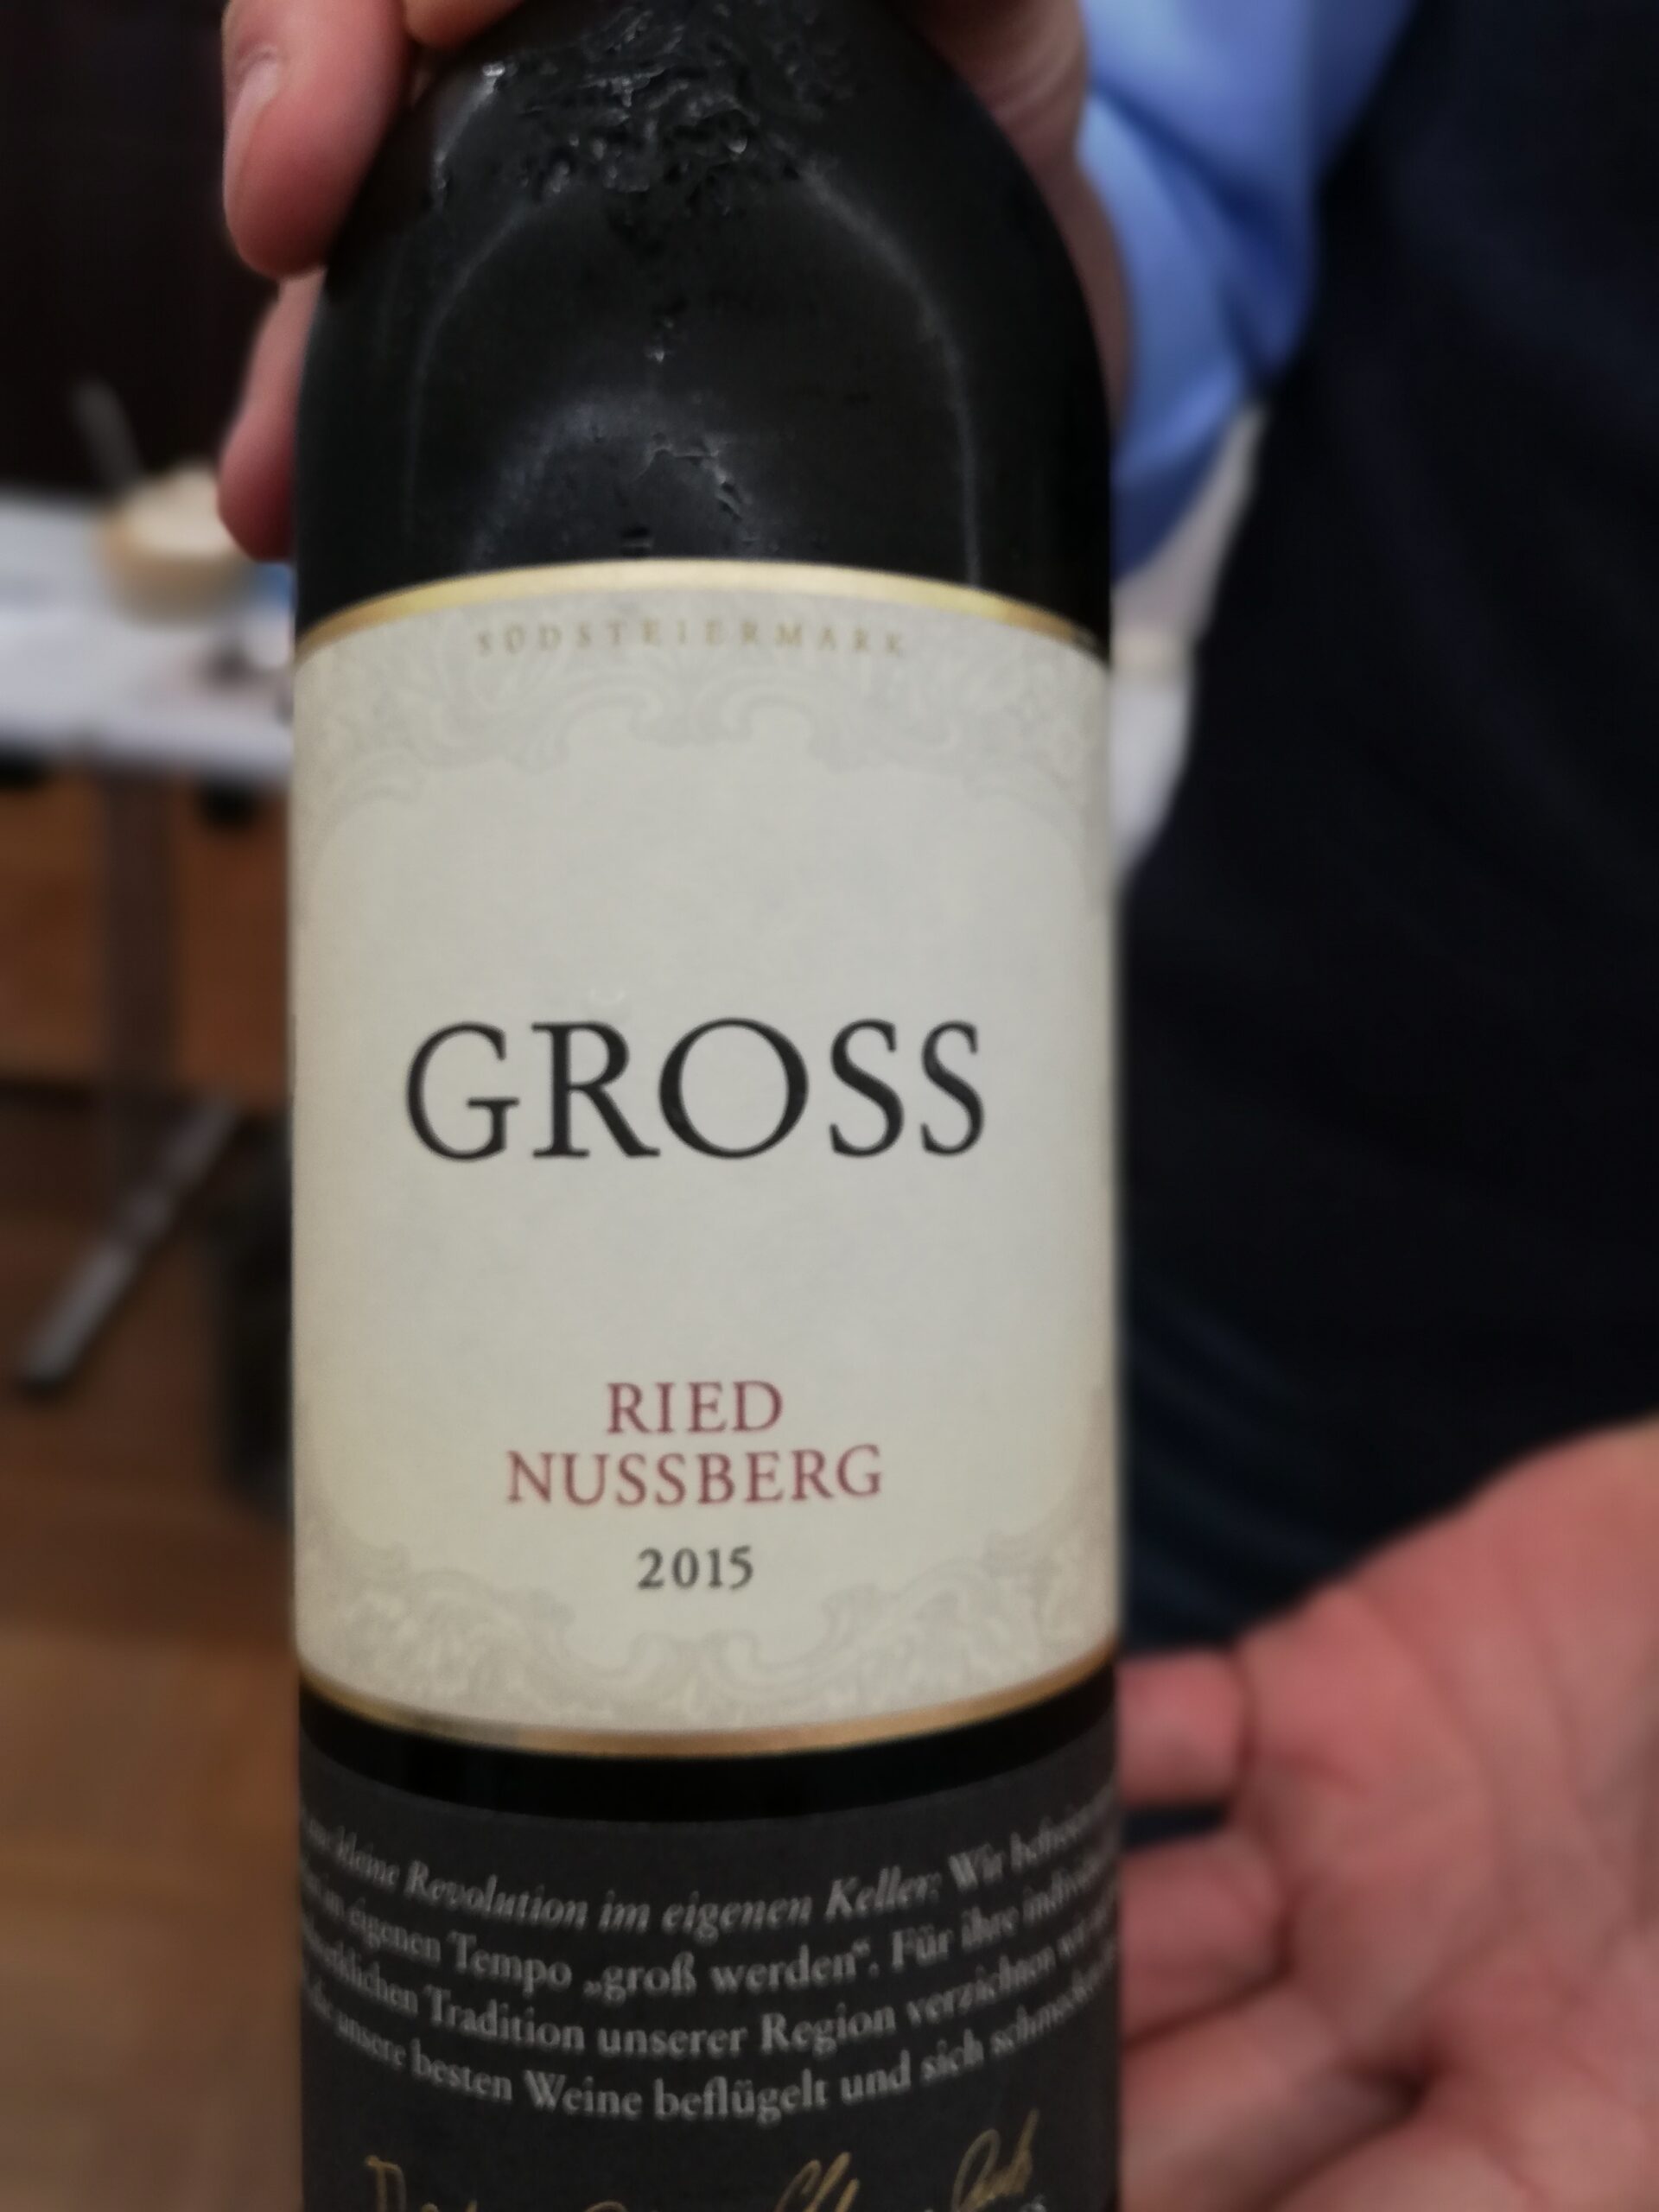 SÜDSTEIERMARK
GROSS
RIED
NUSSBERG
2015
kleine Revolution im eigenen Keller: Wir
eigenen Tempo „groß werden“. Für ihre
Tradition unserer Region verzichten
unsere besten Weine beflügelt und sich